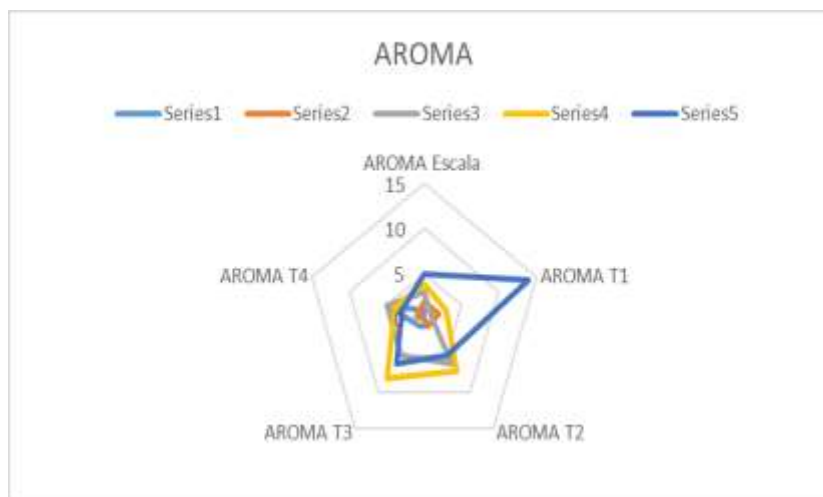 AROMA
Series1 Series2 Series3 Series4 Series5
AROMA Escala
15
10
5
0
AROMA T4
AROMA T1
AROMA T3
AROMA T2